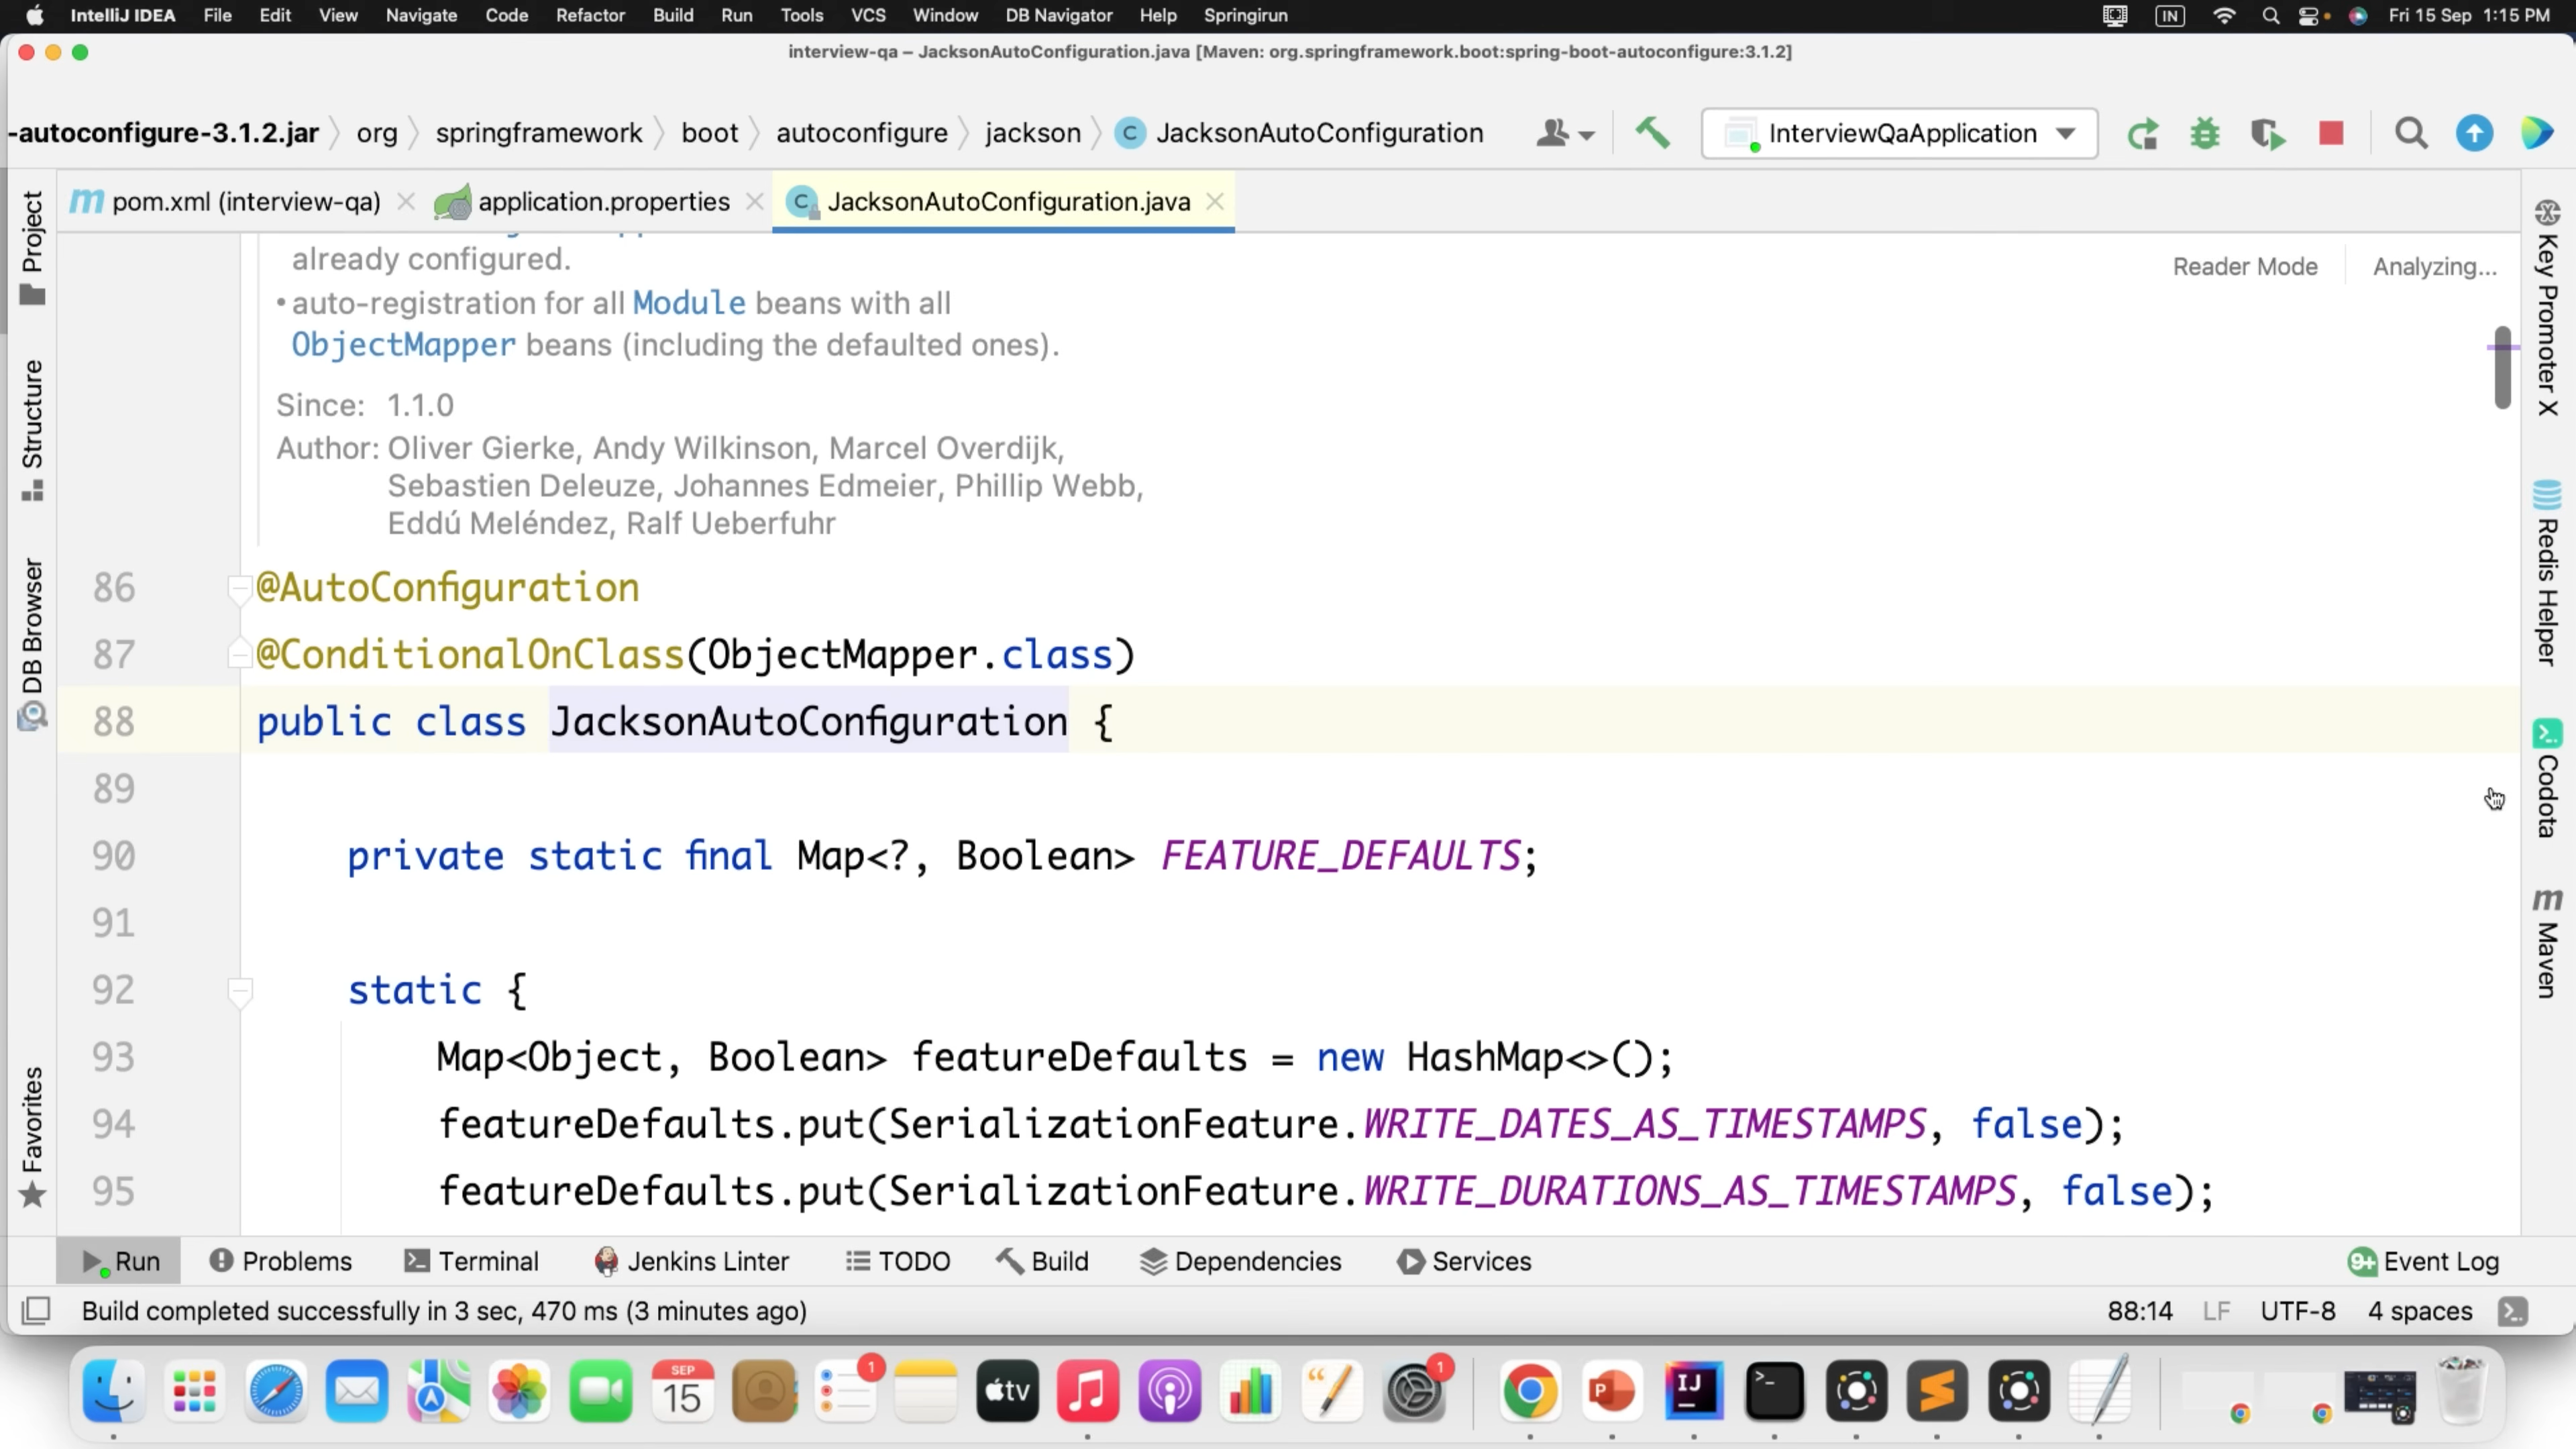 IntelliJ IDEA File Edit View Navigate Code Refactor Build Run Tools VCS Window DB Navigator Help Springirun IN Fri 15 Sep 1:15 PM
interview-qa – JacksonAutoConfiguration.java [Maven: org.springframework.boot:spring-boot-autoconfigure:3.1.2]
-autoconfigure-3.1.2.jar org springframework boot autoconfigure jackson C JacksonAutoConfiguration InterviewQaApplication
m pom.xml (interview-qa) application.properties C JacksonAutoConfiguration.java
already configured.
Reader Mode Analyzing...
• auto-registration for all Module beans with all
ObjectMapper beans (including the defaulted ones).
Since: 1.1.0
Author: Oliver Gierke, Andy Wilkinson, Marcel Overdijk,
Sebastien Deleuze, Johannes Edmeier, Phillip Webb,
Eddú Meléndez, Ralf Ueberfuhr
86 @AutoConfiguration
87 @ConditionalOnClass(ObjectMapper.class)
88 public class JacksonAutoConfiguration {
89
90 private static final Map<?, Boolean> FEATURE_DEFAULTS;
91
92 static {
93 Map<Object, Boolean> featureDefaults = new HashMap<>();
94 featureDefaults.put(SerializationFeature.WRITE_DATES_AS_TIMESTAMPS, false);
95 featureDefaults.put(SerializationFeature.WRITE_DURATIONS_AS_TIMESTAMPS, false);
Project
Structure
DB Browser
Favorites
Key Promoter X
Redis Helper
Codota
m Maven
Run Problems Terminal Jenkins Linter TODO Build Dependencies Services 9+ Event Log
Build completed successfully in 3 sec, 470 ms (3 minutes ago) 88:14 LF UTF-8 4 spaces
SEP
15
1
tv
1
P
IJ